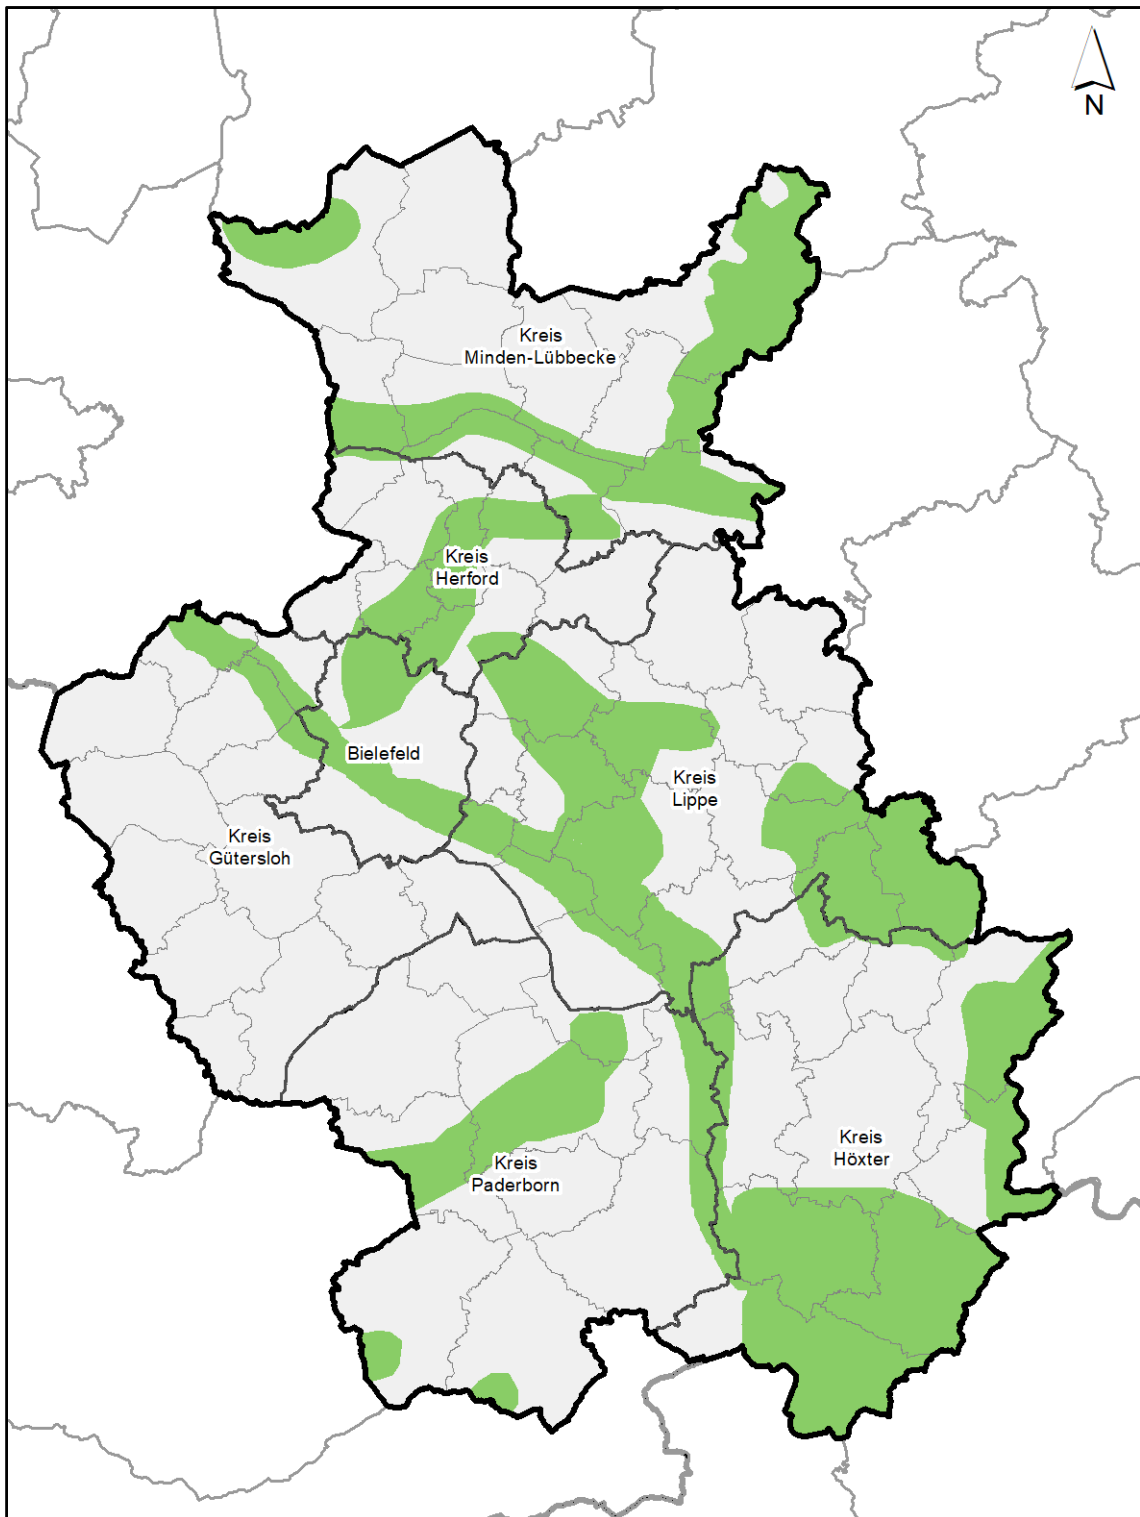 N
Kreis
Minden-Lübbecke
Kreis
Herford
Bielefeld
Kreis
Lippe
Kreis
Gütersloh
Kreis
Höxter
Kreis
Paderborn